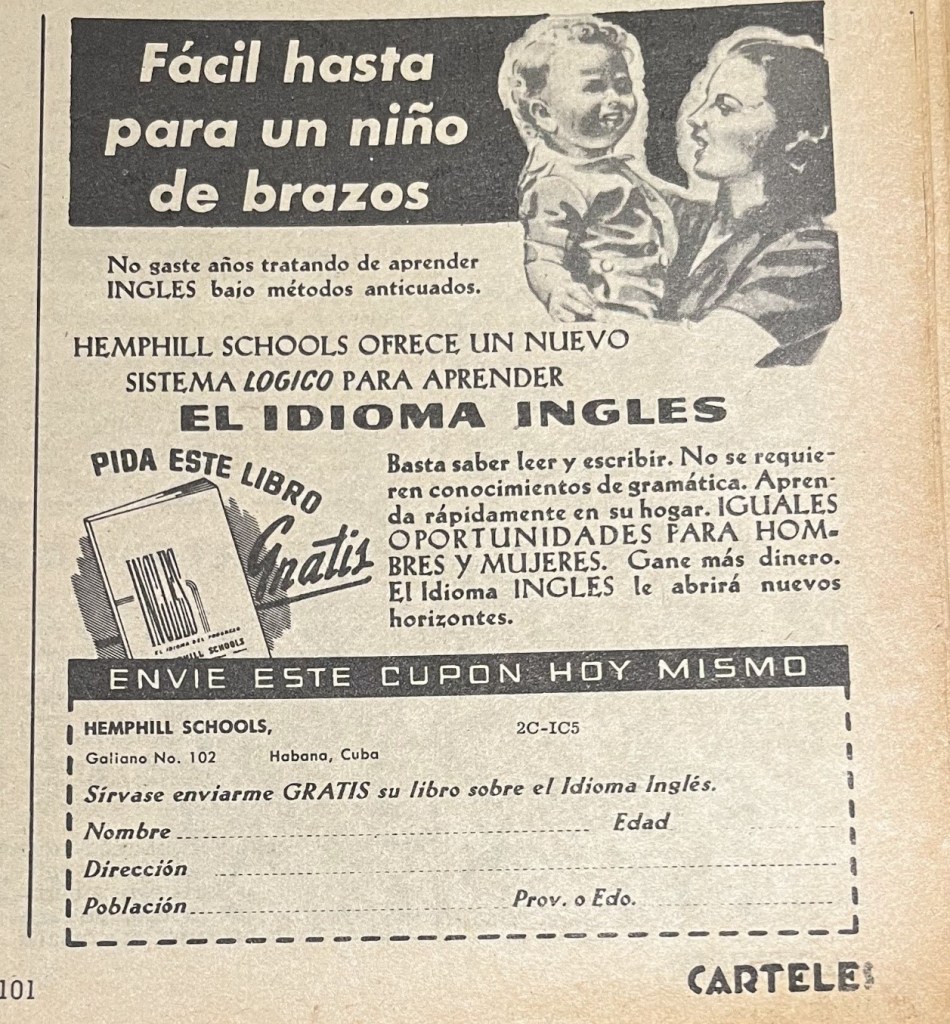 Fácil hasta
para un niño
de brazos
No gaste años tratando de aprender
INGLES bajo métodos anticuados.
HEMPHILL SCHOOLS OFRECE UN NUEVO
SISTEMA LOGICO PARA APRENDER
EL IDIOMA INGLES
PIDA ESTE LIBRO
Gratis
INGLES
EL IDIOMA DEL PROGRESO
HILL SCHOOLS
Basta saber leer y escribir. No se requie-
ren conocimientos de gramática. Apren-
da rápidamente en su hogar. IGUALES
OPORTUNIDADES PARA HOM-
BRES Y MUJERES. Gane más dinero.
El Idioma INGLES le abrirá nuevos
horizontes.
ENVIE ESTE CUPON HOY MISMO
HEMPHILL SCHOOLS, 2C-IC5
Galiano No. 102 Habana, Cuba
Sírvase enviarme GRATIS su libro sobre el Idioma Inglés.
Nombre Edad
Dirección
Población Prov. o Edo.
101
CARTELES